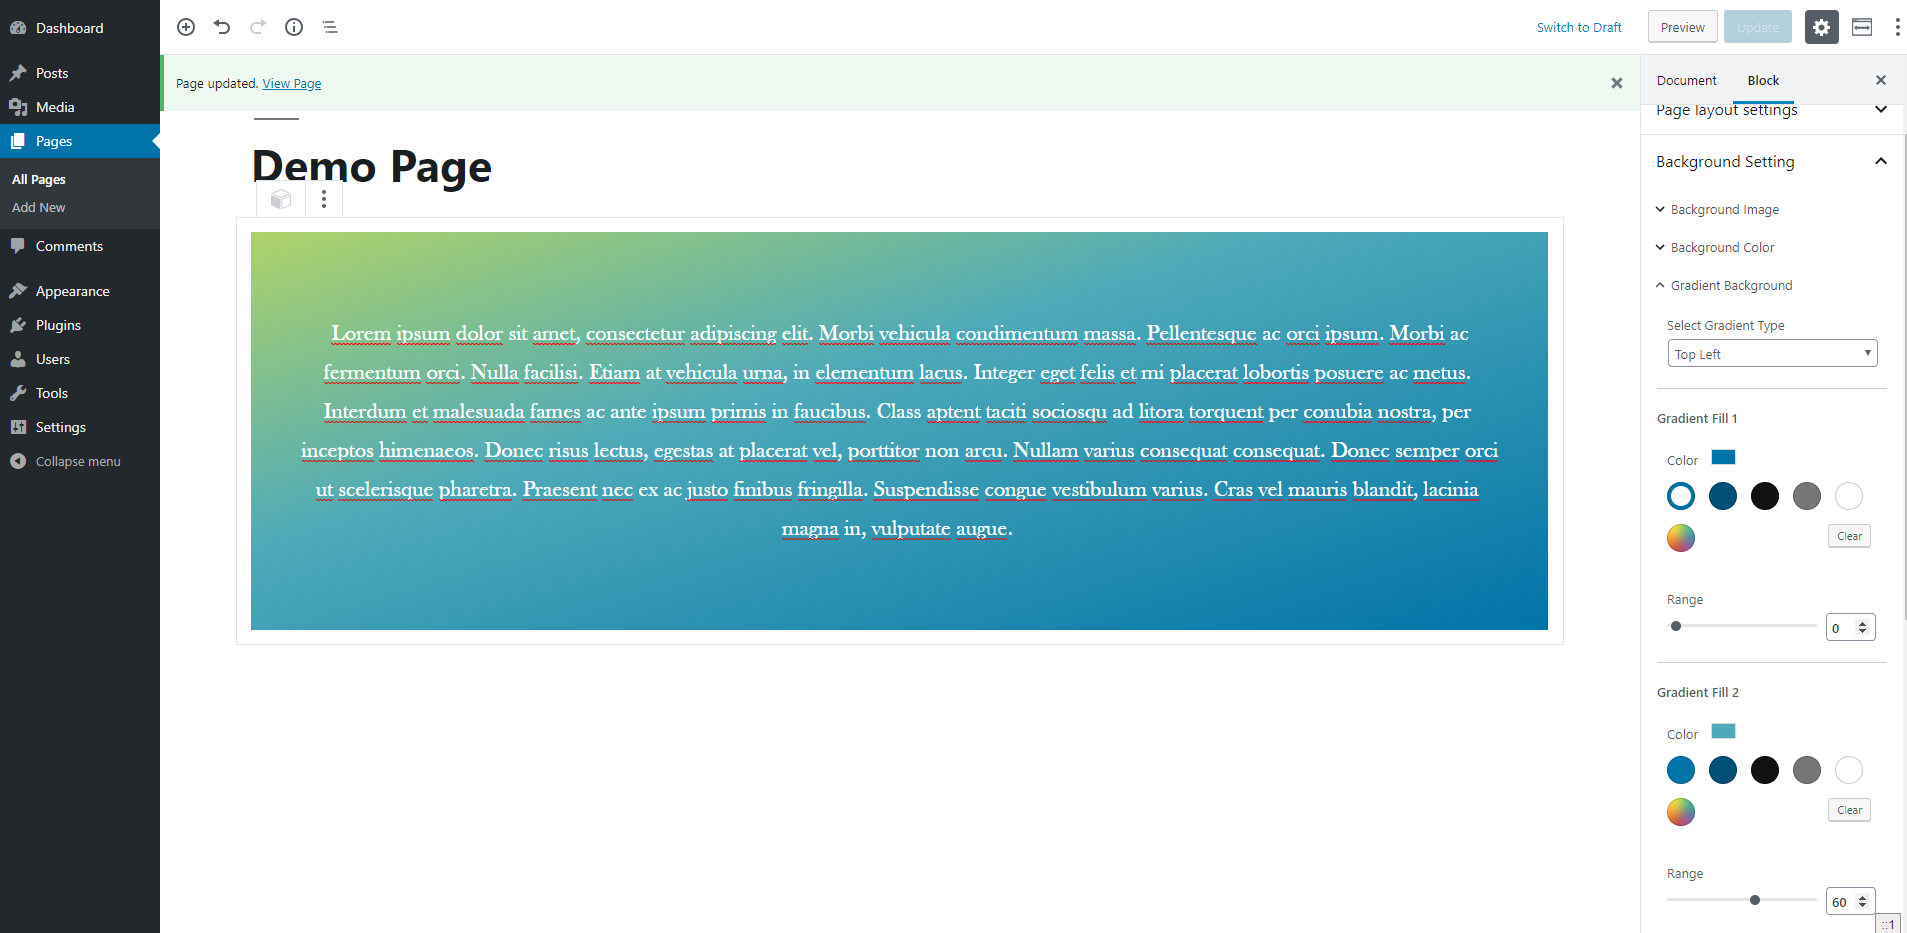 Dashboard
Posts
Media
Pages
All Pages
Add New
Comments
Appearance
Plugins
Users
Tools
Settings
Collapse menu
Switch to Draft
Preview
Update
Page updated. View Page
Demo Page
Lorem ipsum dolor sit amet, consectetur adipiscing elit. Morbi vehicula condimentum massa. Pellentesque ac orci ipsum. Morbi ac
fermentum orci. Nulla facilisi. Etiam at vehicula urna, in elementum lacus. Integer eget felis et mi placerat lobortis posuere ac metus.
Interdum et malesuada fames ac ante ipsum primis in faucibus. Class aptent taciti sociosqu ad litora torquent per conubia nostra, per
inceptos himenaeos. Donec risus lectus, egestas at placerat vel, porttitor non arcu. Nullam varius consequat consequat. Donec semper orci
ut scelerisque pharetra. Praesent nec ex ac justo finibus fringilla. Suspendisse congue vestibulum varius. Cras vel mauris blandit, lacinia
magna in, vulputate augue.
Document
Block
Page layout settings
Background Setting
Background Image
Background Color
Gradient Background
Select Gradient Type
Top Left
Gradient Fill 1
Color
Clear
Range
0
Gradient Fill 2
Color
Clear
Range
60
::1